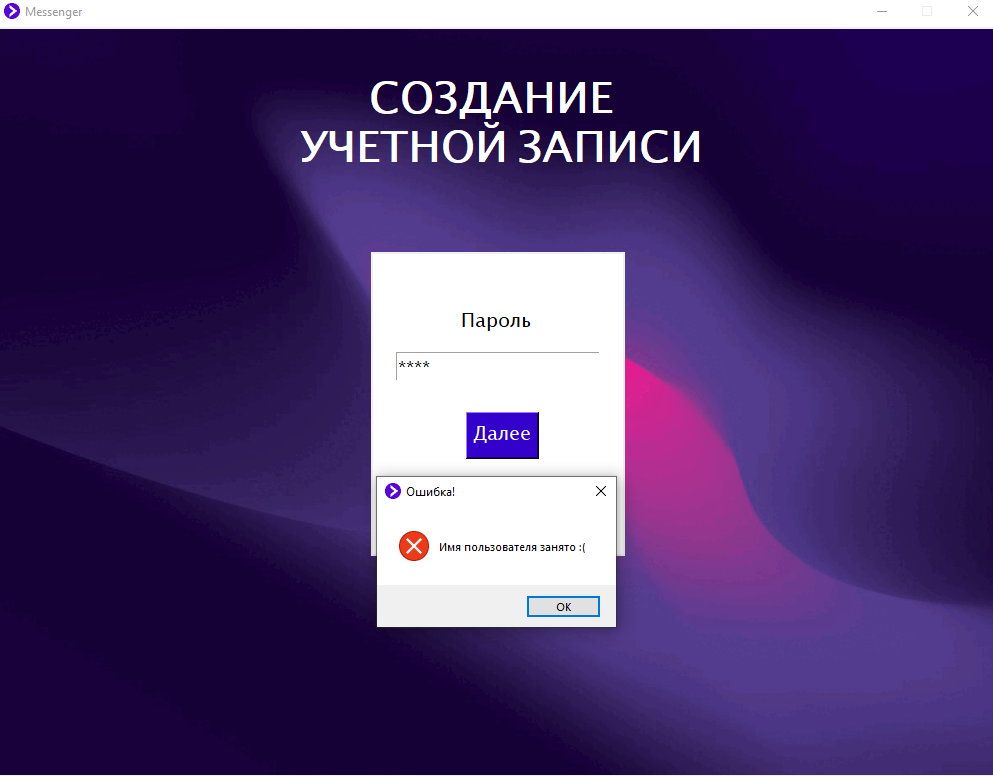 Messenger
СОЗДАНИЕ
УЧЕТНОЙ ЗАПИСИ
Пароль
****
Далее
Ошибка!
Имя пользователя занято :(
OK